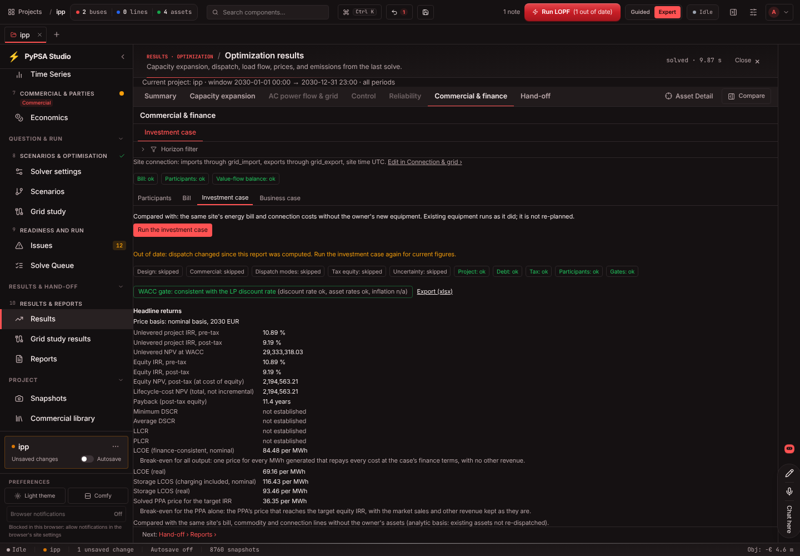 Projects / ipp
2 buses 0 lines 4 assets
Search components...
Ctrl K
1
1 note
Run LOPF (1 out of date)
Guided Expert
Idle
A
ipp ×
PyPSA Studio
Time Series
7 COMMERCIAL & PARTIES
Commercial
Economics
QUESTION & RUN
8 SCENARIOS & OPTIMISATION
Solver settings
Scenarios
Grid study
9 READINESS AND RUN
Issues 12
Solve Queue
RESULTS & HAND-OFF
10 RESULTS & REPORTS
Results
Grid study results
Reports
PROJECT
Snapshots
Commercial library
ipp
Unsaved changes Autosave
PREFERENCES
Light theme Comfy
Browser notifications Off
Blocked in this browser: allow notifications in the browser's site settings
RESULTS · OPTIMIZATION / Optimization results
Capacity expansion, dispatch, load flow, prices, and emissions from the last solve.
solved · 9.87 s Close ×
Current project: ipp · window 2030-01-01 00:00 → 2030-12-31 23:00 · all periods
Summary Capacity expansion AC power flow & grid Control Reliability Commercial & finance Hand-off Asset Detail Compare
Commercial & finance
Investment case
Horizon filter
Site connection: imports through grid_import, exports through grid_export, site time UTC. Edit in Connection & grid ›
Bill: ok Participants: ok Value-flow balance: ok
Participants Bill Investment case Business case
Compared with: the same site's energy bill and connection costs without the owner's new equipment. Existing equipment runs as it did; it is not re-planned.
Run the investment case
Out of date: dispatch changed since this report was computed. Run the investment case again for current figures.
Design: skipped Commercial: skipped Dispatch modes: skipped Tax equity: skipped Uncertainty: skipped Project: ok Debt: ok Tax: ok Participants: ok Gates: ok
WACC gate: consistent with the LP discount rate (discount rate ok, asset rates ok, inflation n/a) Export (xlsx)
Headline returns
Price basis: nominal basis, 2030 EUR
Unlevered project IRR, pre-tax 10.89 %
Unlevered project IRR, post-tax 9.19 %
Unlevered NPV at WACC 29,333,318.03
Equity IRR, pre-tax 10.89 %
Equity IRR, post-tax 9.19 %
Equity NPV, post-tax (at cost of equity) 2,194,563.21
Lifecycle-cost NPV (total, not incremental) 2,194,563.21
Payback (post-tax equity) 11.4 years
Minimum DSCR not established
Average DSCR not established
LLCR not established
PLCR not established
LCOE (finance-consistent, nominal) 84.48 per MWh
Break-even for all output: one price for every MWh generated that repays every cost at the case's finance terms, with no other revenue.
LCOE (real) 69.16 per MWh
Storage LCOS (charging included, nominal) 116.43 per MWh
Storage LCOS (real) 93.46 per MWh
Solved PPA price for the target IRR 36.35 per MWh
Break-even for the PPA alone: the PPA's price that reaches the target equity IRR, with the market sales and other revenue kept as they are.
Compared with the same site's bill, commodity and connection lines without the owner's assets (analytic basis: existing assets not re-dispatched).
Next: Hand-off › Reports ›
Chat here
Idle ipp 1 unsaved change Autosave off 8760 snapshots Obj: -€ 4.6 m